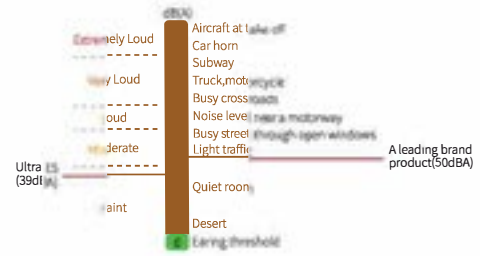 dB(A)
Aircraft at take off
Extremely Loud
Car horn
Subway
Very Loud
Truck,motorcycle
Busy crossroads
Loud
Noise level near a motorway
Busy street through open windows
Moderate
Light traffic
A leading brand
product(50dBA)
Ultra
(39dBA)
Quiet room
Faint
Desert
Earing threshold